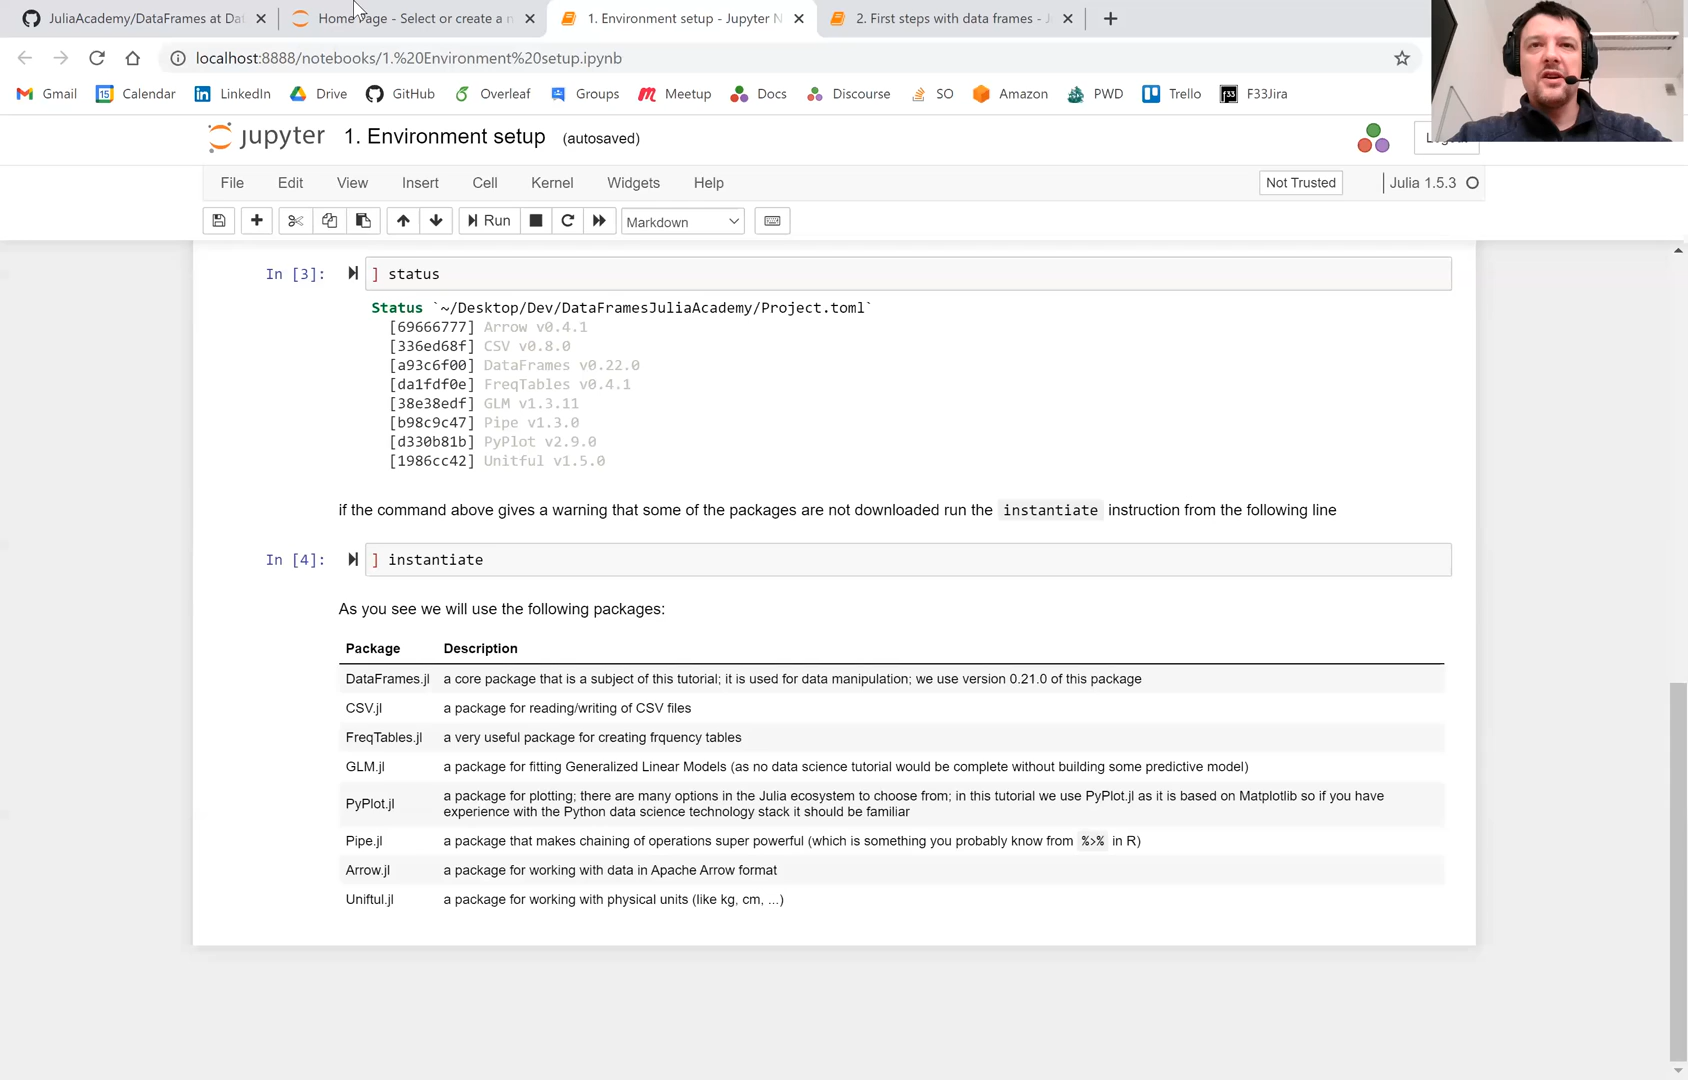 JuliaAcademy/DataFrames at Dat
Home Page - Select or create a n
1. Environment setup - Jupyter N
2. First steps with data frames - J
localhost:8888/notebooks/1.%20Environment%20setup.ipynb
Gmail
15
Calendar
LinkedIn
Drive
GitHub
Overleaf
Groups
Meetup
Docs
Discourse
SO
Amazon
PWD
Trello
f33
F33Jira
jupyter
1. Environment setup
(autosaved)
File
Edit
View
Insert
Cell
Kernel
Widgets
Help
Not Trusted
Julia 1.5.3
Run
Markdown
In [3]:
] status
Status `~/Desktop/Dev/DataFramesJuliaAcademy/Project.toml`
[69666777] Arrow v0.4.1
[336ed68f] CSV v0.8.0
[a93c6f00] DataFrames v0.22.0
[da1fdf0e] FreqTables v0.4.1
[38e38edf] GLM v1.3.11
[b98c9c47] Pipe v1.3.0
[d330b81b] PyPlot v2.9.0
[1986cc42] Unitful v1.5.0
if the command above gives a warning that some of the packages are not downloaded run the instantiate instruction from the following line
In [4]:
] instantiate
As you see we will use the following packages:
Package Description
DataFrames.jl a core package that is a subject of this tutorial; it is used for data manipulation; we use version 0.21.0 of this package
CSV.jl a package for reading/writing of CSV files
FreqTables.jl a very useful package for creating frquency tables
GLM.jl a package for fitting Generalized Linear Models (as no data science tutorial would be complete without building some predictive model)
PyPlot.jl a package for plotting; there are many options in the Julia ecosystem to choose from; in this tutorial we use PyPlot.jl as it is based on Matplotlib so if you have
experience with the Python data science technology stack it should be familiar
Pipe.jl a package that makes chaining of operations super powerful (which is something you probably know from %>% in R)
Arrow.jl a package for working with data in Apache Arrow format
Uniftul.jl a package for working with physical units (like kg, cm, ...)